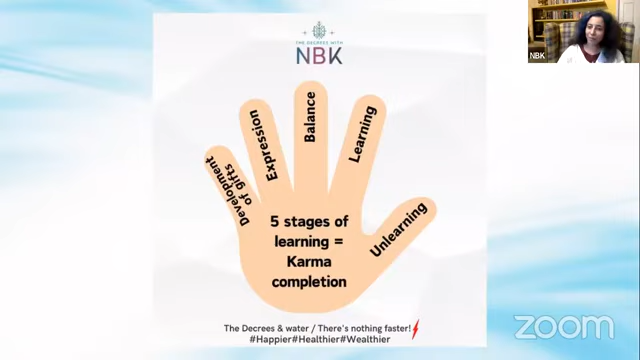 THE DECREES WITH
NBK
Development
of gifts
Expression
Balance
Learning
Unlearning
5 stages of
learning =
Karma
completion
The Decrees & water / There's nothing faster!
#Happier#Healthier#Wealthier
NBK
zoom